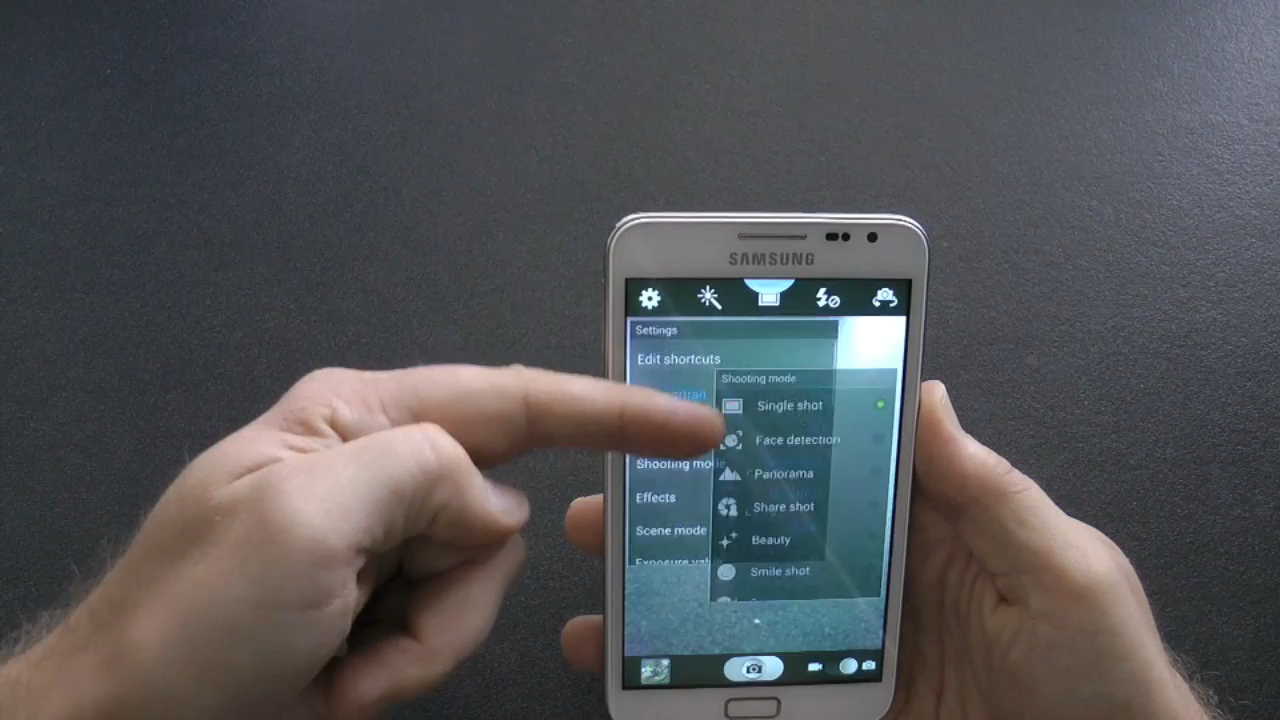 SAMSUNG
Settings
Edit shortcuts
Shooting mode
Single shot
Face detection
Shooting mo
Panorama
Effects
Share shot
Scene mode
Beauty
Smile shot